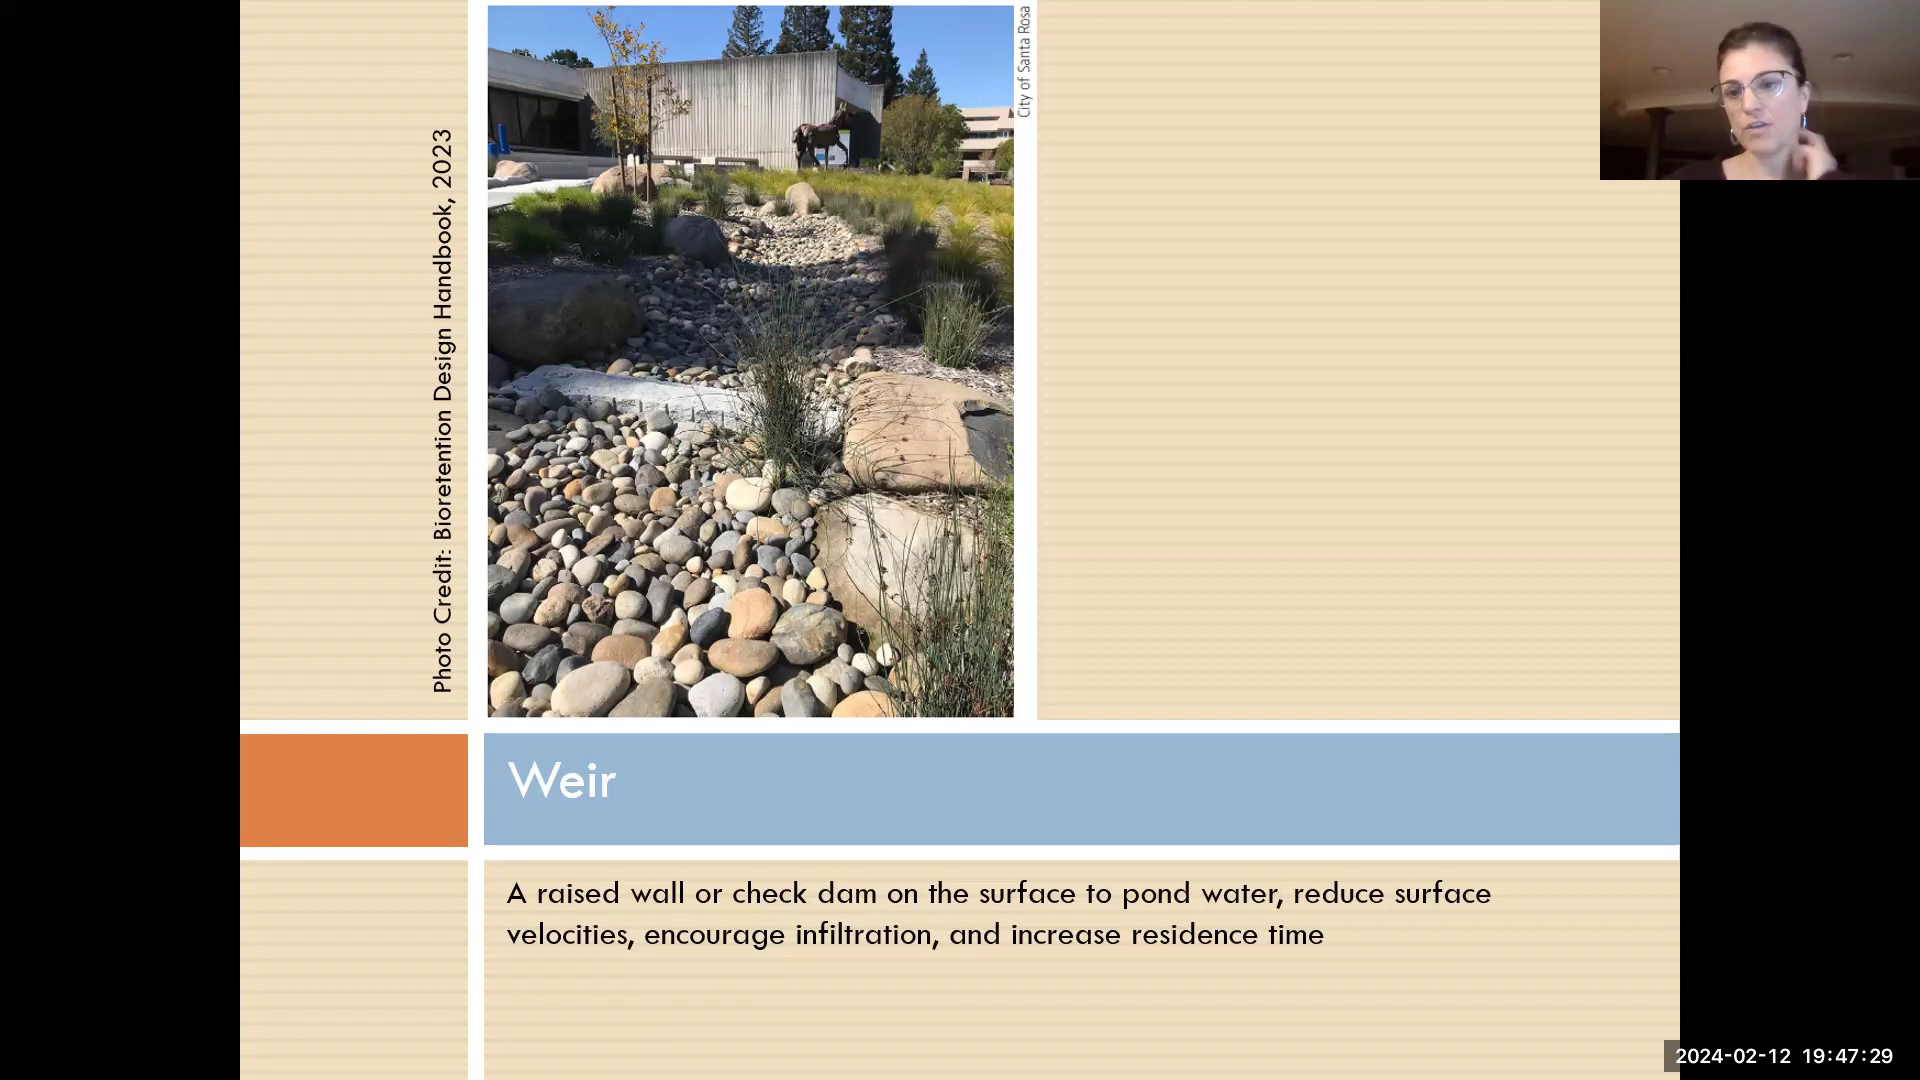 Photo Credit: Bioretention Design Handbook, 2023
City of Santa Rosa
Weir
A raised wall or check dam on the surface to pond water, reduce surface
velocities, encourage infiltration, and increase residence time
2024-02-12 19:47:29